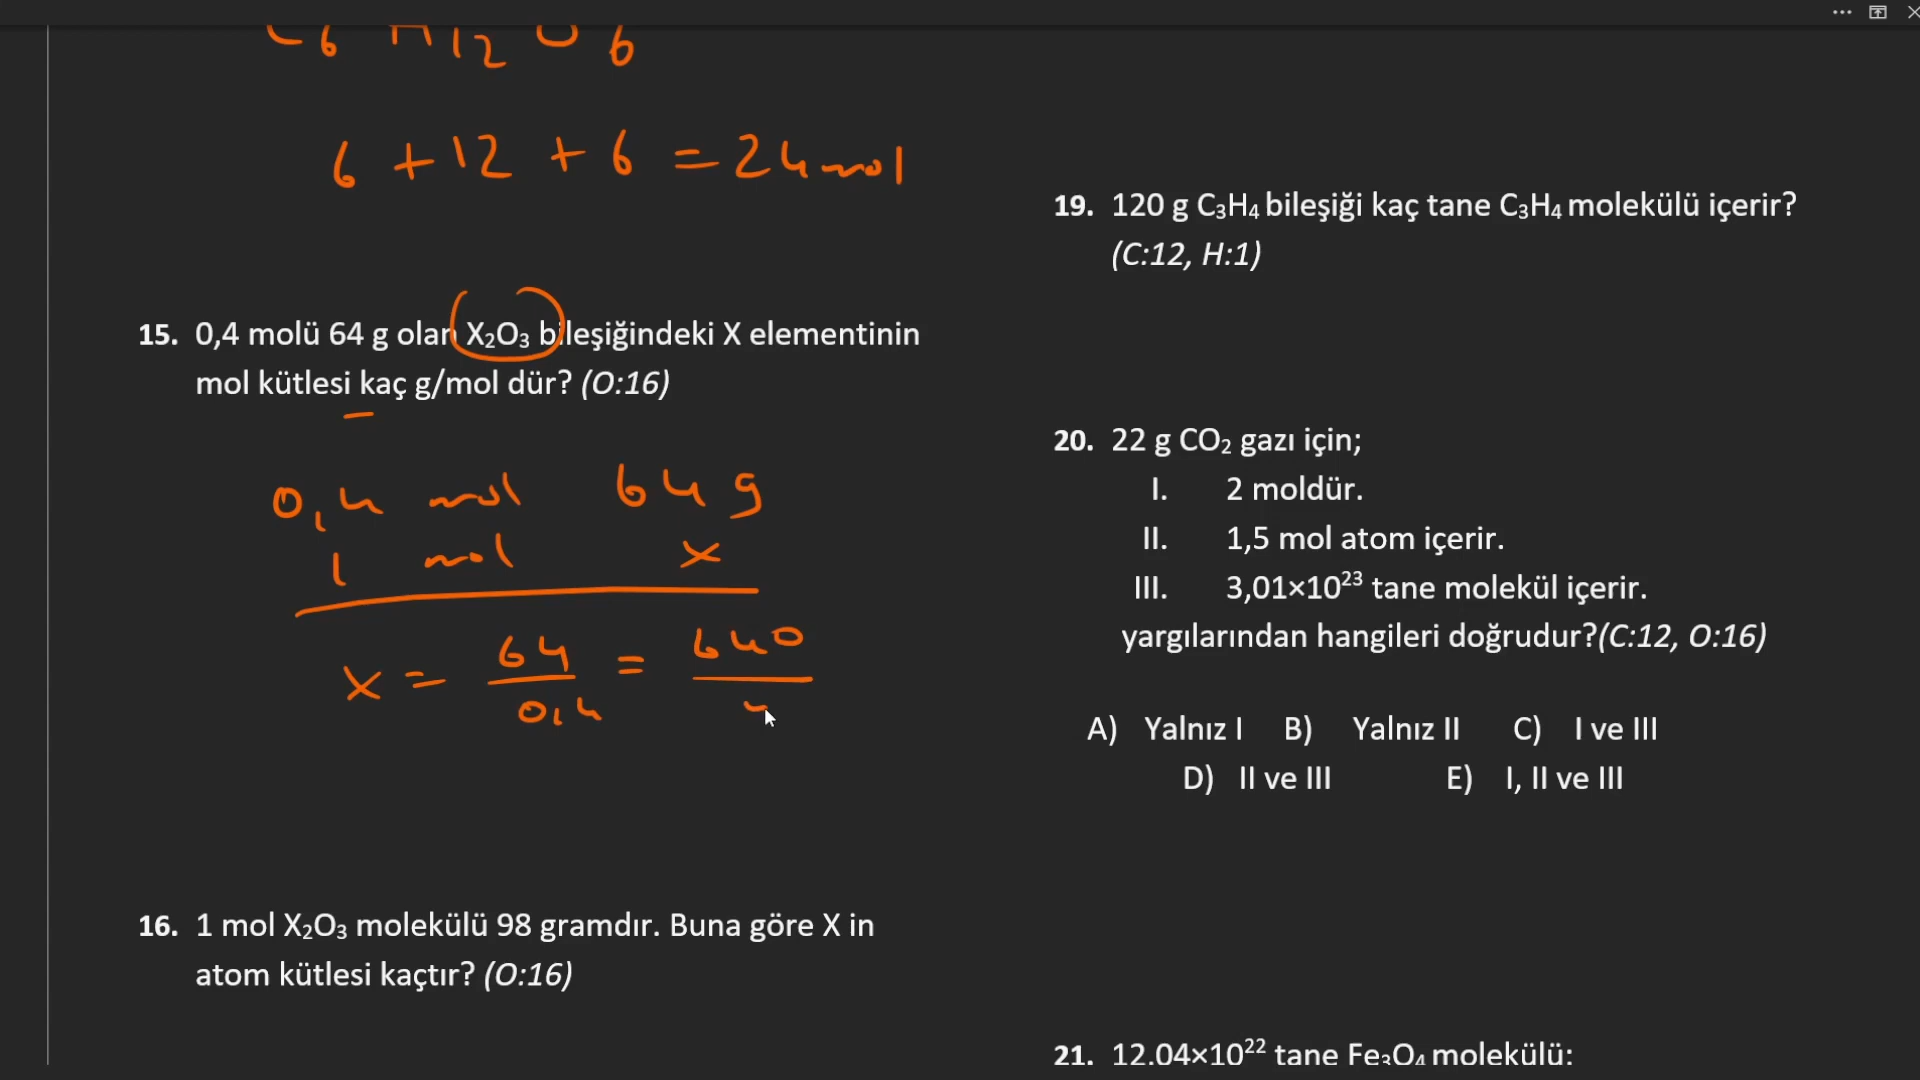 C6 H12 O6
6 + 12 + 6 = 24 mol
15. 0,4 molü 64 g olan X₂O₃ bileşiğindeki X elementinin
mol kütlesi kaç g/mol dür? (O:16)
0,4 mol 64 g
1 mol x
x = 64/0,4 = 640/
16. 1 mol X₂O₃ molekülü 98 gramdır. Buna göre X in
atom kütlesi kaçtır? (O:16)
19. 120 g C₃H₄ bileşiği kaç tane C₃H₄ molekülü içerir?
(C:12, H:1)
20. 22 g CO₂ gazı için;
I. 2 moldür.
II. 1,5 mol atom içerir.
III. 3,01×10²³ tane molekül içerir.
yargılarından hangileri doğrudur?(C:12, O:16)
A) Yalnız I B) Yalnız II C) I ve III
D) II ve III E) I, II ve III
21. 12.04×10²² tane Fe₃O₄ molekülü: